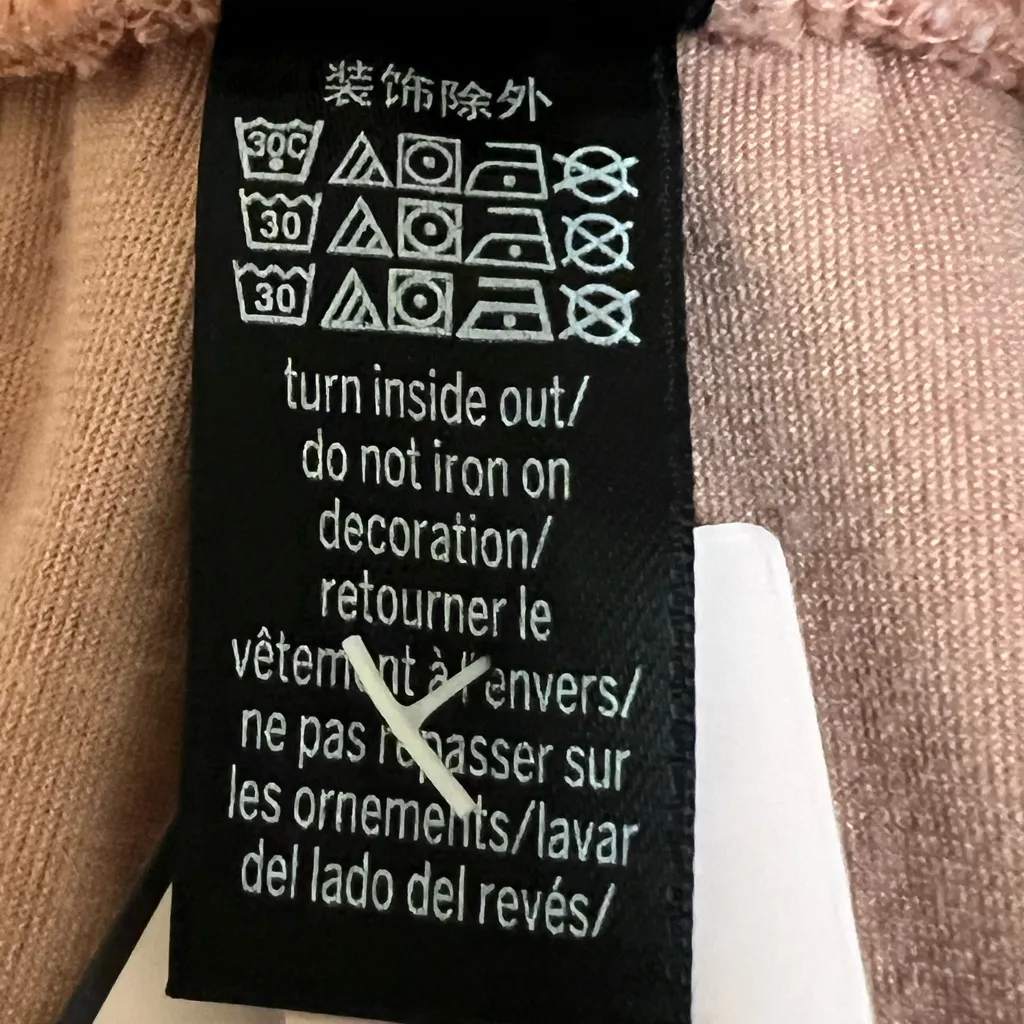 装饰除外
30C
30
30
turn inside out/
do not iron on
decoration/
retourner le
vêtement à l'envers/
ne pas repasser sur
les ornements/lavar
del lado del revés/